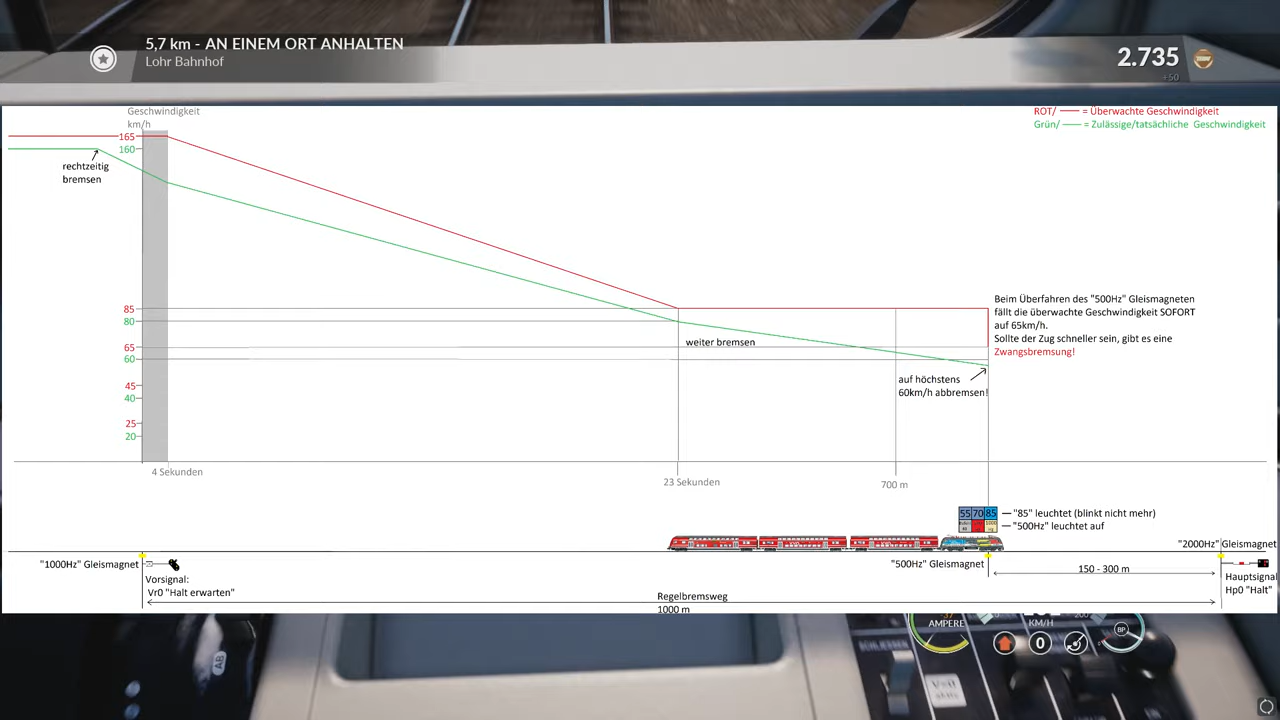 5,7 km - AN EINEM ORT ANHALTEN
Lohr Bahnhof
2.735
+50
Geschwindigkeit
km/h
ROT/ — = Überwachte Geschwindigkeit
Grün/ — = Zulässige/tatsächliche Geschwindigkeit
165
160
rechtzeitig
bremsen
85
80
65
60
45
40
25
20
weiter bremsen
auf höchstens
60km/h abbremsen!
Beim Überfahren des "500Hz" Gleismagneten
fällt die überwachte Geschwindigkeit SOFORT
auf 65km/h.
Sollte der Zug schneller sein, gibt es eine
Zwangsbremsung!
4 Sekunden
23 Sekunden
700 m
55 70 85
"85" leuchtet (blinkt nicht mehr)
"500Hz" leuchtet auf
"1000Hz" Gleismagnet
Vorsignal:
Vr0 "Halt erwarten"
"500Hz" Gleismagnet
"2000Hz" Gleismagnet
150 - 300 m
Hauptsignal
Hp0 "Halt"
Regelbremsweg
1000 m
AMPERE
KM/H
BP
0
AB